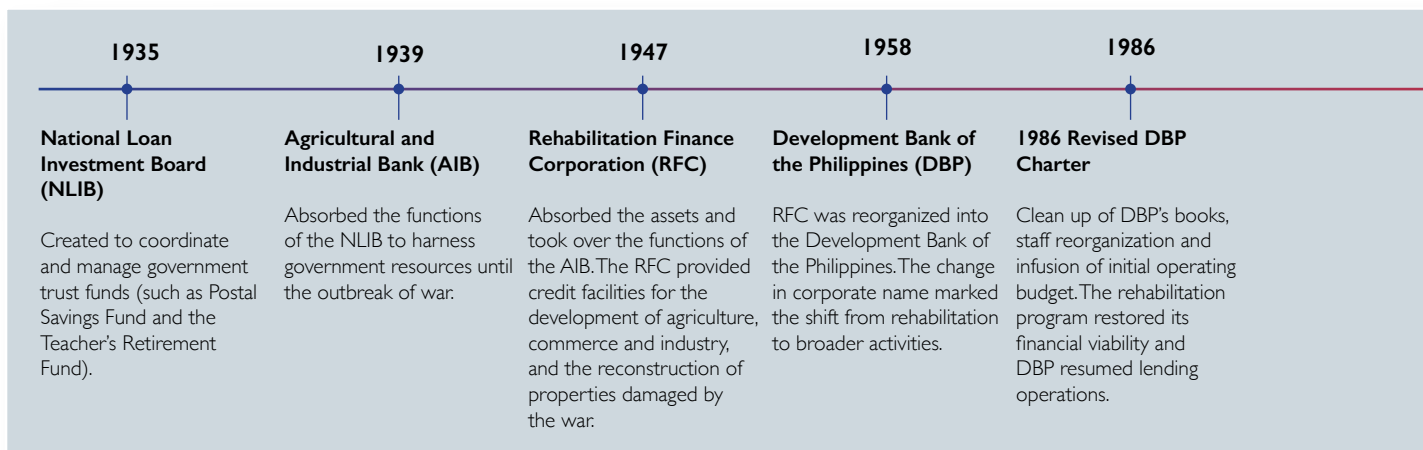 1935
National Loan
Investment Board
(NLIB)
Created to coordinate
and manage government
trust funds (such as Postal
Savings Fund and the
Teacher’s Retirement
Fund).
1939
Agricultural and
Industrial Bank (AIB)
Absorbed the functions
of the NLIB to harness
government resources until
the outbreak of war.
1947
Rehabilitation Finance
Corporation (RFC)
Absorbed the assets and
took over the functions of
the AIB. The RFC provided
credit facilities for the
development of agriculture,
commerce and industry,
and the reconstruction of
properties damaged by
the war.
1958
Development Bank of
the Philippines (DBP)
RFC was reorganized into
the Development Bank of
the Philippines. The change
in corporate name marked
the shift from rehabilitation
to broader activities.
1986
1986 Revised DBP
Charter
Clean up of DBP’s books,
staff reorganization and
infusion of initial operating
budget. The rehabilitation
program restored its
financial viability and
DBP resumed lending
operations.